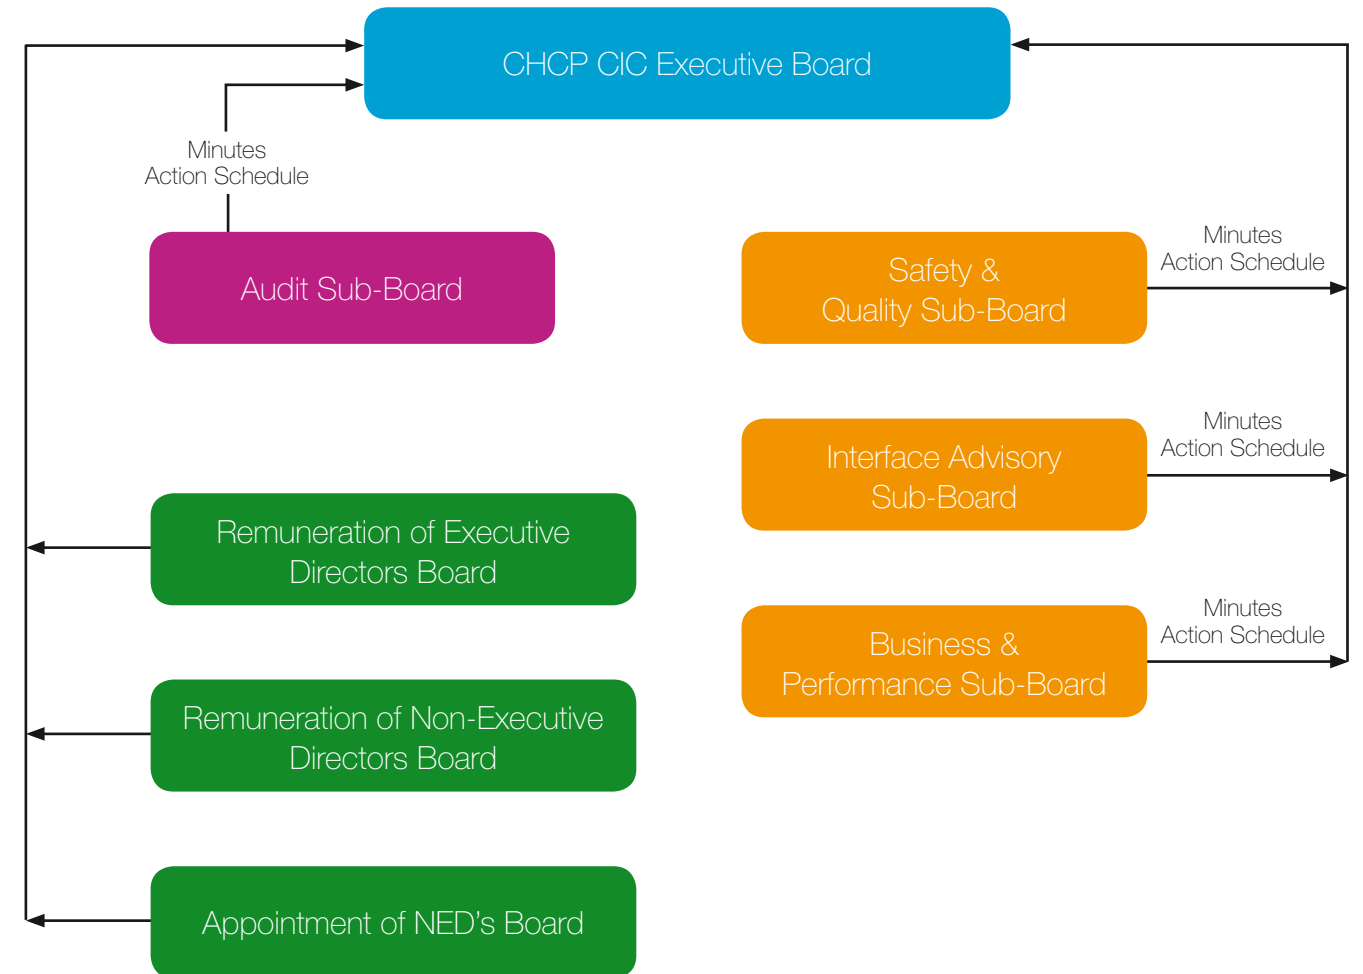 CHCP CIC Executive Board
Minutes
Action Schedule
Audit Sub-Board
Safety &
Quality Sub-Board
Minutes
Action Schedule
Interface Advisory
Sub-Board
Minutes
Action Schedule
Remuneration of Executive
Directors Board
Business &
Performance Sub-Board
Minutes
Action Schedule
Remuneration of Non-Executive
Directors Board
Appointment of NED’s Board